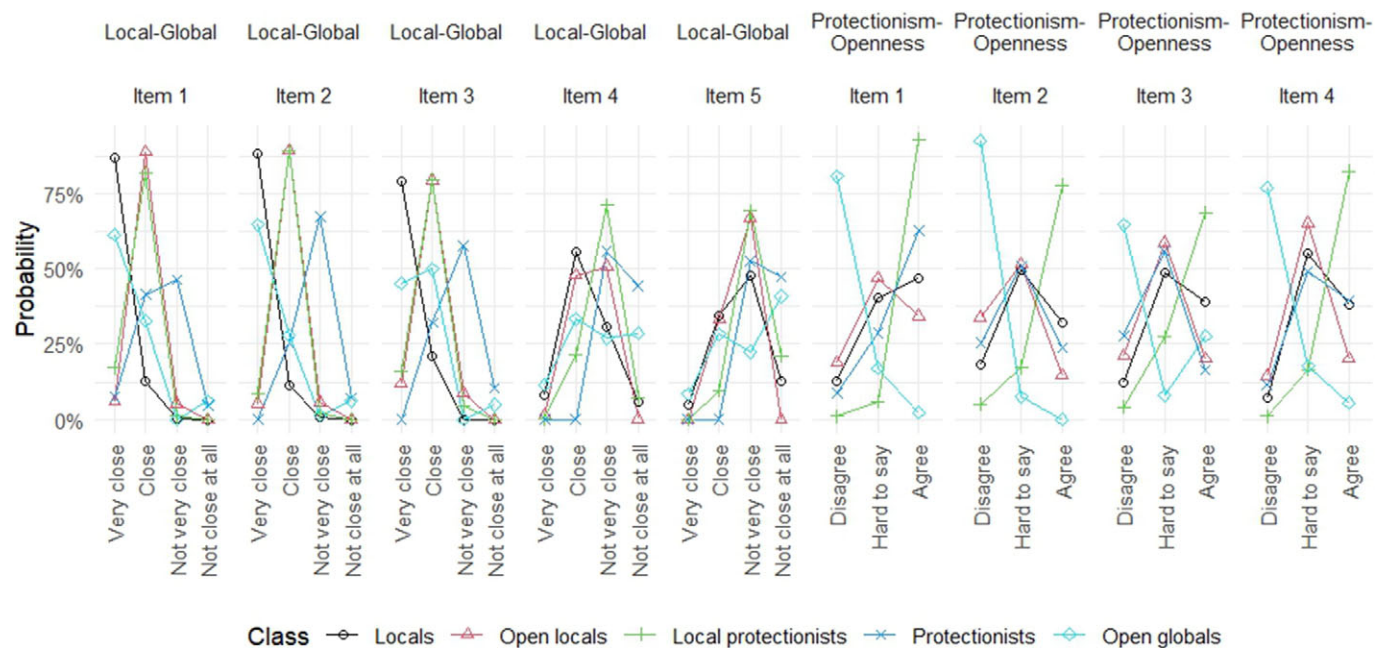 Local-Global Local-Global Local-Global Local-Global Local-Global Protectionism-Openness Protectionism-Openness Protectionism-Openness Protectionism-Openness
Item 1 Item 2 Item 3 Item 4 Item 5 Item 1 Item 2 Item 3 Item 4
Probability
75%
50%
25%
0%
Very close Close Not very close Not close at all Very close Close Not very close Not close at all Very close Close Not very close Not close at all Very close Close Not very close Not close at all Very close Close Not very close Not close at all Disagree Hard to say Agree Disagree Hard to say Agree Disagree Hard to say Agree Disagree Hard to say Agree
Class Locals Open locals Local protectionists Protectionists Open globals